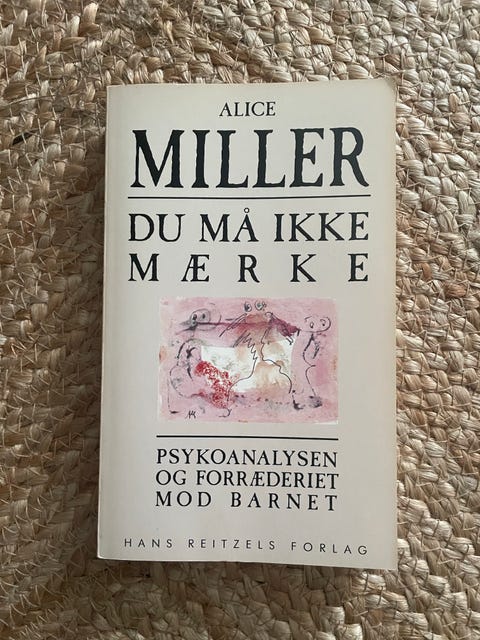 ALICE
MILLER
DU MÅ IKKE
MÆRKE
PSYKOANALYSEN
OG FORRÆDERIET
MOD BARNET
HANS REITZELS FORLAG